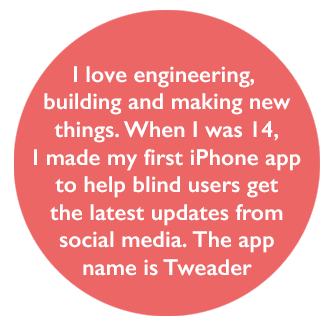 I love engineering,
building and making new
things. When I was 14,
I made my first iPhone app
to help blind users get
the latest updates from
social media. The app
name is Tweader